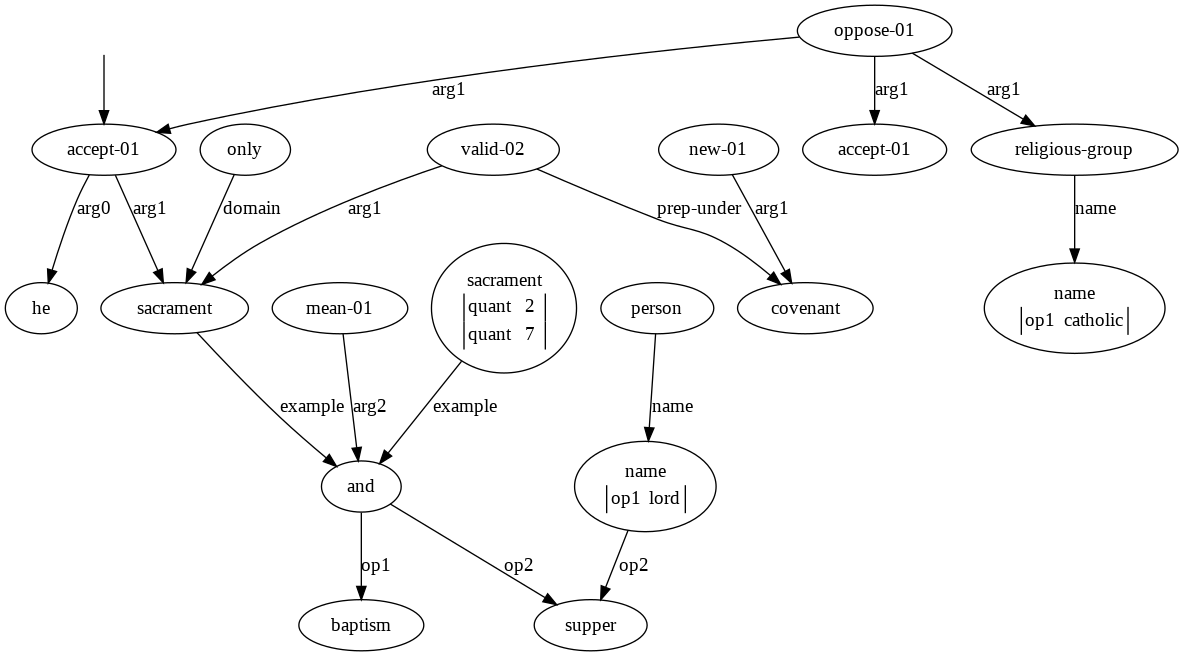 oppose-01
arg1
arg1
arg1
accept-01
only
valid-02
new-01
accept-01
religious-group
arg0
arg1
domain
arg1
prep-under
arg1
name
he
sacrament
mean-01
sacrament
quant 2
quant 7
person
covenant
name
op1 catholic
example
arg2
example
name
and
name
op1 lord
op1
op2
op2
baptism
supper